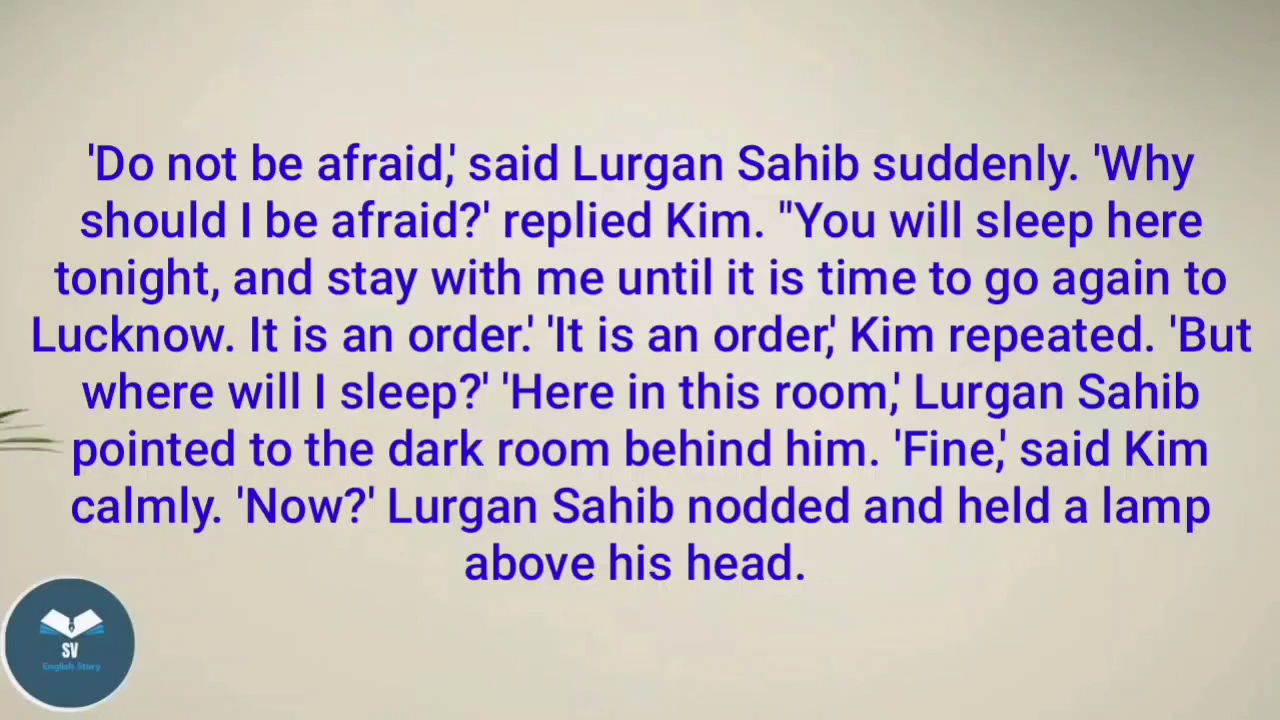 'Do not be afraid,' said Lurgan Sahib suddenly. 'Why
should I be afraid?' replied Kim. "You will sleep here
tonight, and stay with me until it is time to go again to
Lucknow. It is an order.' 'It is an order,' Kim repeated. 'But
where will I sleep?' 'Here in this room,' Lurgan Sahib
pointed to the dark room behind him. 'Fine,' said Kim
calmly. 'Now?' Lurgan Sahib nodded and held a lamp
above his head.
SV
English Story